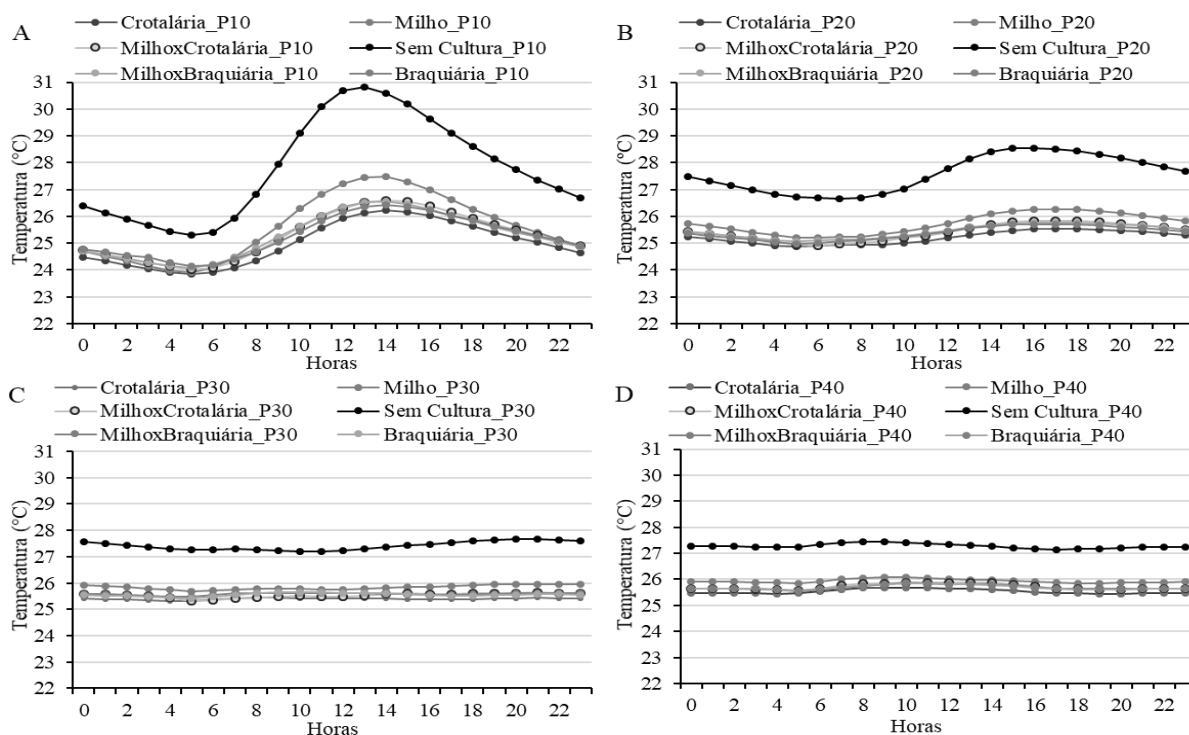 A
Crotalária_P10 Milho_P10
MilhoxCrotalária_P10 Sem Cultura_P10
MilhoxBraquiária_P10 Braquiária_P10
Temperatura (°C)
31
30
29
28
27
26
25
24
23
22
0 2 4 6 8 10 12 14 16 18 20 22
Horas
B
Crotalária_P20 Milho_P20
MilhoxCrotalária_P20 Sem Cultura_P20
MilhoxBraquiária_P20 Braquiária_P20
Temperatura (°C)
31
30
29
28
27
26
25
24
23
22
0 2 4 6 8 10 12 14 16 18 20 22
Horas
C
Crotalária_P30 Milho_P30
MilhoxCrotalária_P30 Sem Cultura_P30
MilhoxBraquiária_P30 Braquiária_P30
Temperatura (°C)
31
30
29
28
27
26
25
24
23
22
0 2 4 6 8 10 12 14 16 18 20 22
Horas
D
Crotalária_P40 Milho_P40
MilhoxCrotalária_P40 Sem Cultura_P40
MilhoxBraquiária_P40 Braquiária_P40
Temperatura (°C)
31
30
29
28
27
26
25
24
23
22
0 2 4 6 8 10 12 14 16 18 20 22
Horas